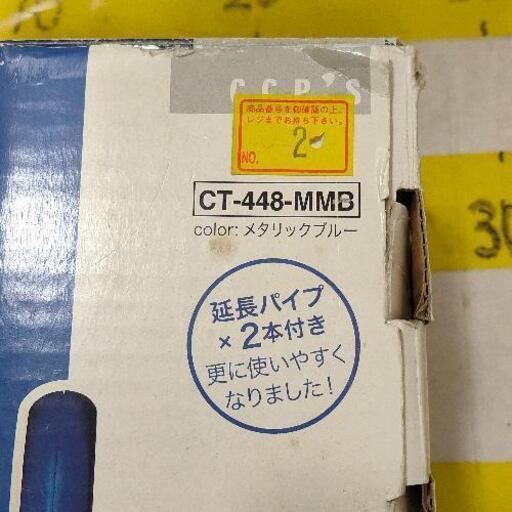 C.C.P'S
商品番号を御確認の上、
レジまでお持ち下さい。
NO. 2
CT-448-MMB
color: メタリックブルー
延長パイプ
×2本付き
更に使いやすく
なりました!
30